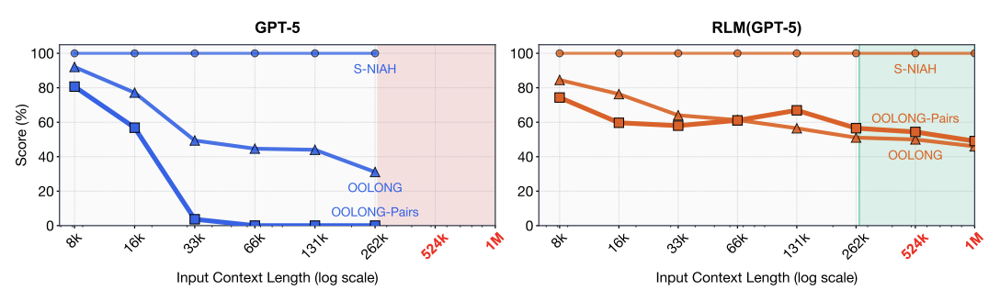 GPT-5
Score (%)
100
80
60
40
20
0
S-NIAH
OOLONG
OOLONG-Pairs
8k
16k
33k
66k
131k
262k
524k
1M
Input Context Length (log scale)
RLM(GPT-5)
100
80
60
40
20
0
S-NIAH
OOLONG-Pairs
OOLONG
8k
16k
33k
66k
131k
262k
524k
1M
Input Context Length (log scale)